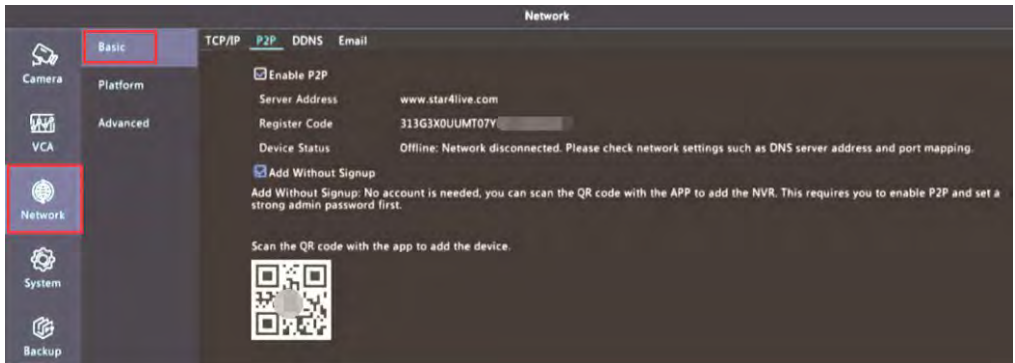 Network
Camera
VCA
Network
System
Backup
Basic
Platform
Advanced
TCP/IP P2P DDNS Email
Enable P2P
Server Address www.star4live.com
Register Code 313G3X0UUMT07Y
Device Status Offline: Network disconnected. Please check network settings such as DNS server address and port mapping.
Add Without Signup
Add Without Signup: No account is needed, you can scan the QR code with the APP to add the NVR. This requires you to enable P2P and set a
strong admin password first.
Scan the QR code with the app to add the device.